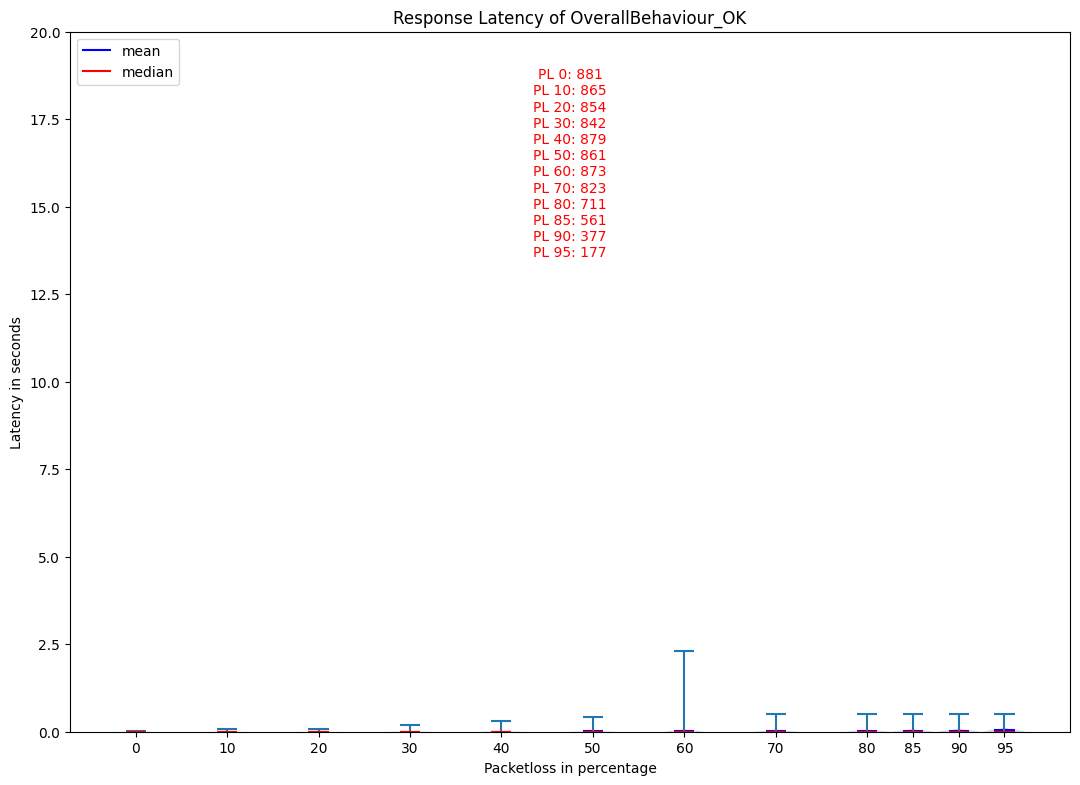 Response Latency of OverallBehaviour_OK
mean
median
PL 0: 881
PL 10: 865
PL 20: 854
PL 30: 842
PL 40: 879
PL 50: 861
PL 60: 873
PL 70: 823
PL 80: 711
PL 85: 561
PL 90: 377
PL 95: 177
Latency in seconds
20.0
17.5
15.0
12.5
10.0
7.5
5.0
2.5
0.0
0 10 20 30 40 50 60 70 80 85 90 95
Packetloss in percentage